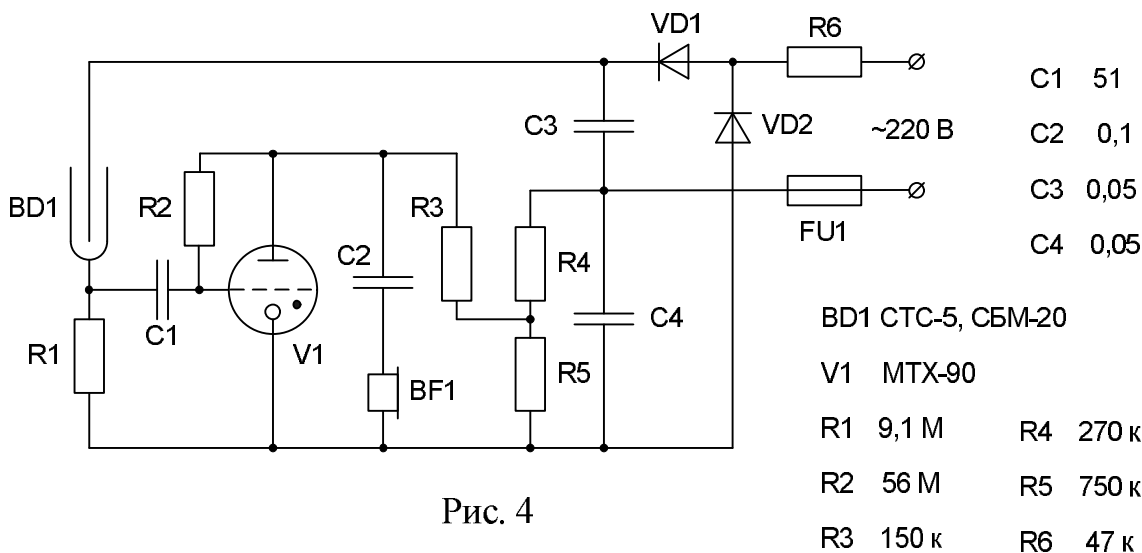 VD1
R6
C1 51
C3
VD2
~220 В
C2 0,1
BD1
R2
R3
FU1
C3 0,05
C2
R4
C4 0,05
C1
V1
C4
BD1 СТС-5, СБМ-20
R1
BF1
R5
V1 МТХ-90
R1 9,1 М
R4 270 к
R2 56 М
R5 750 к
Рис. 4
R3 150 к
R6 47 к